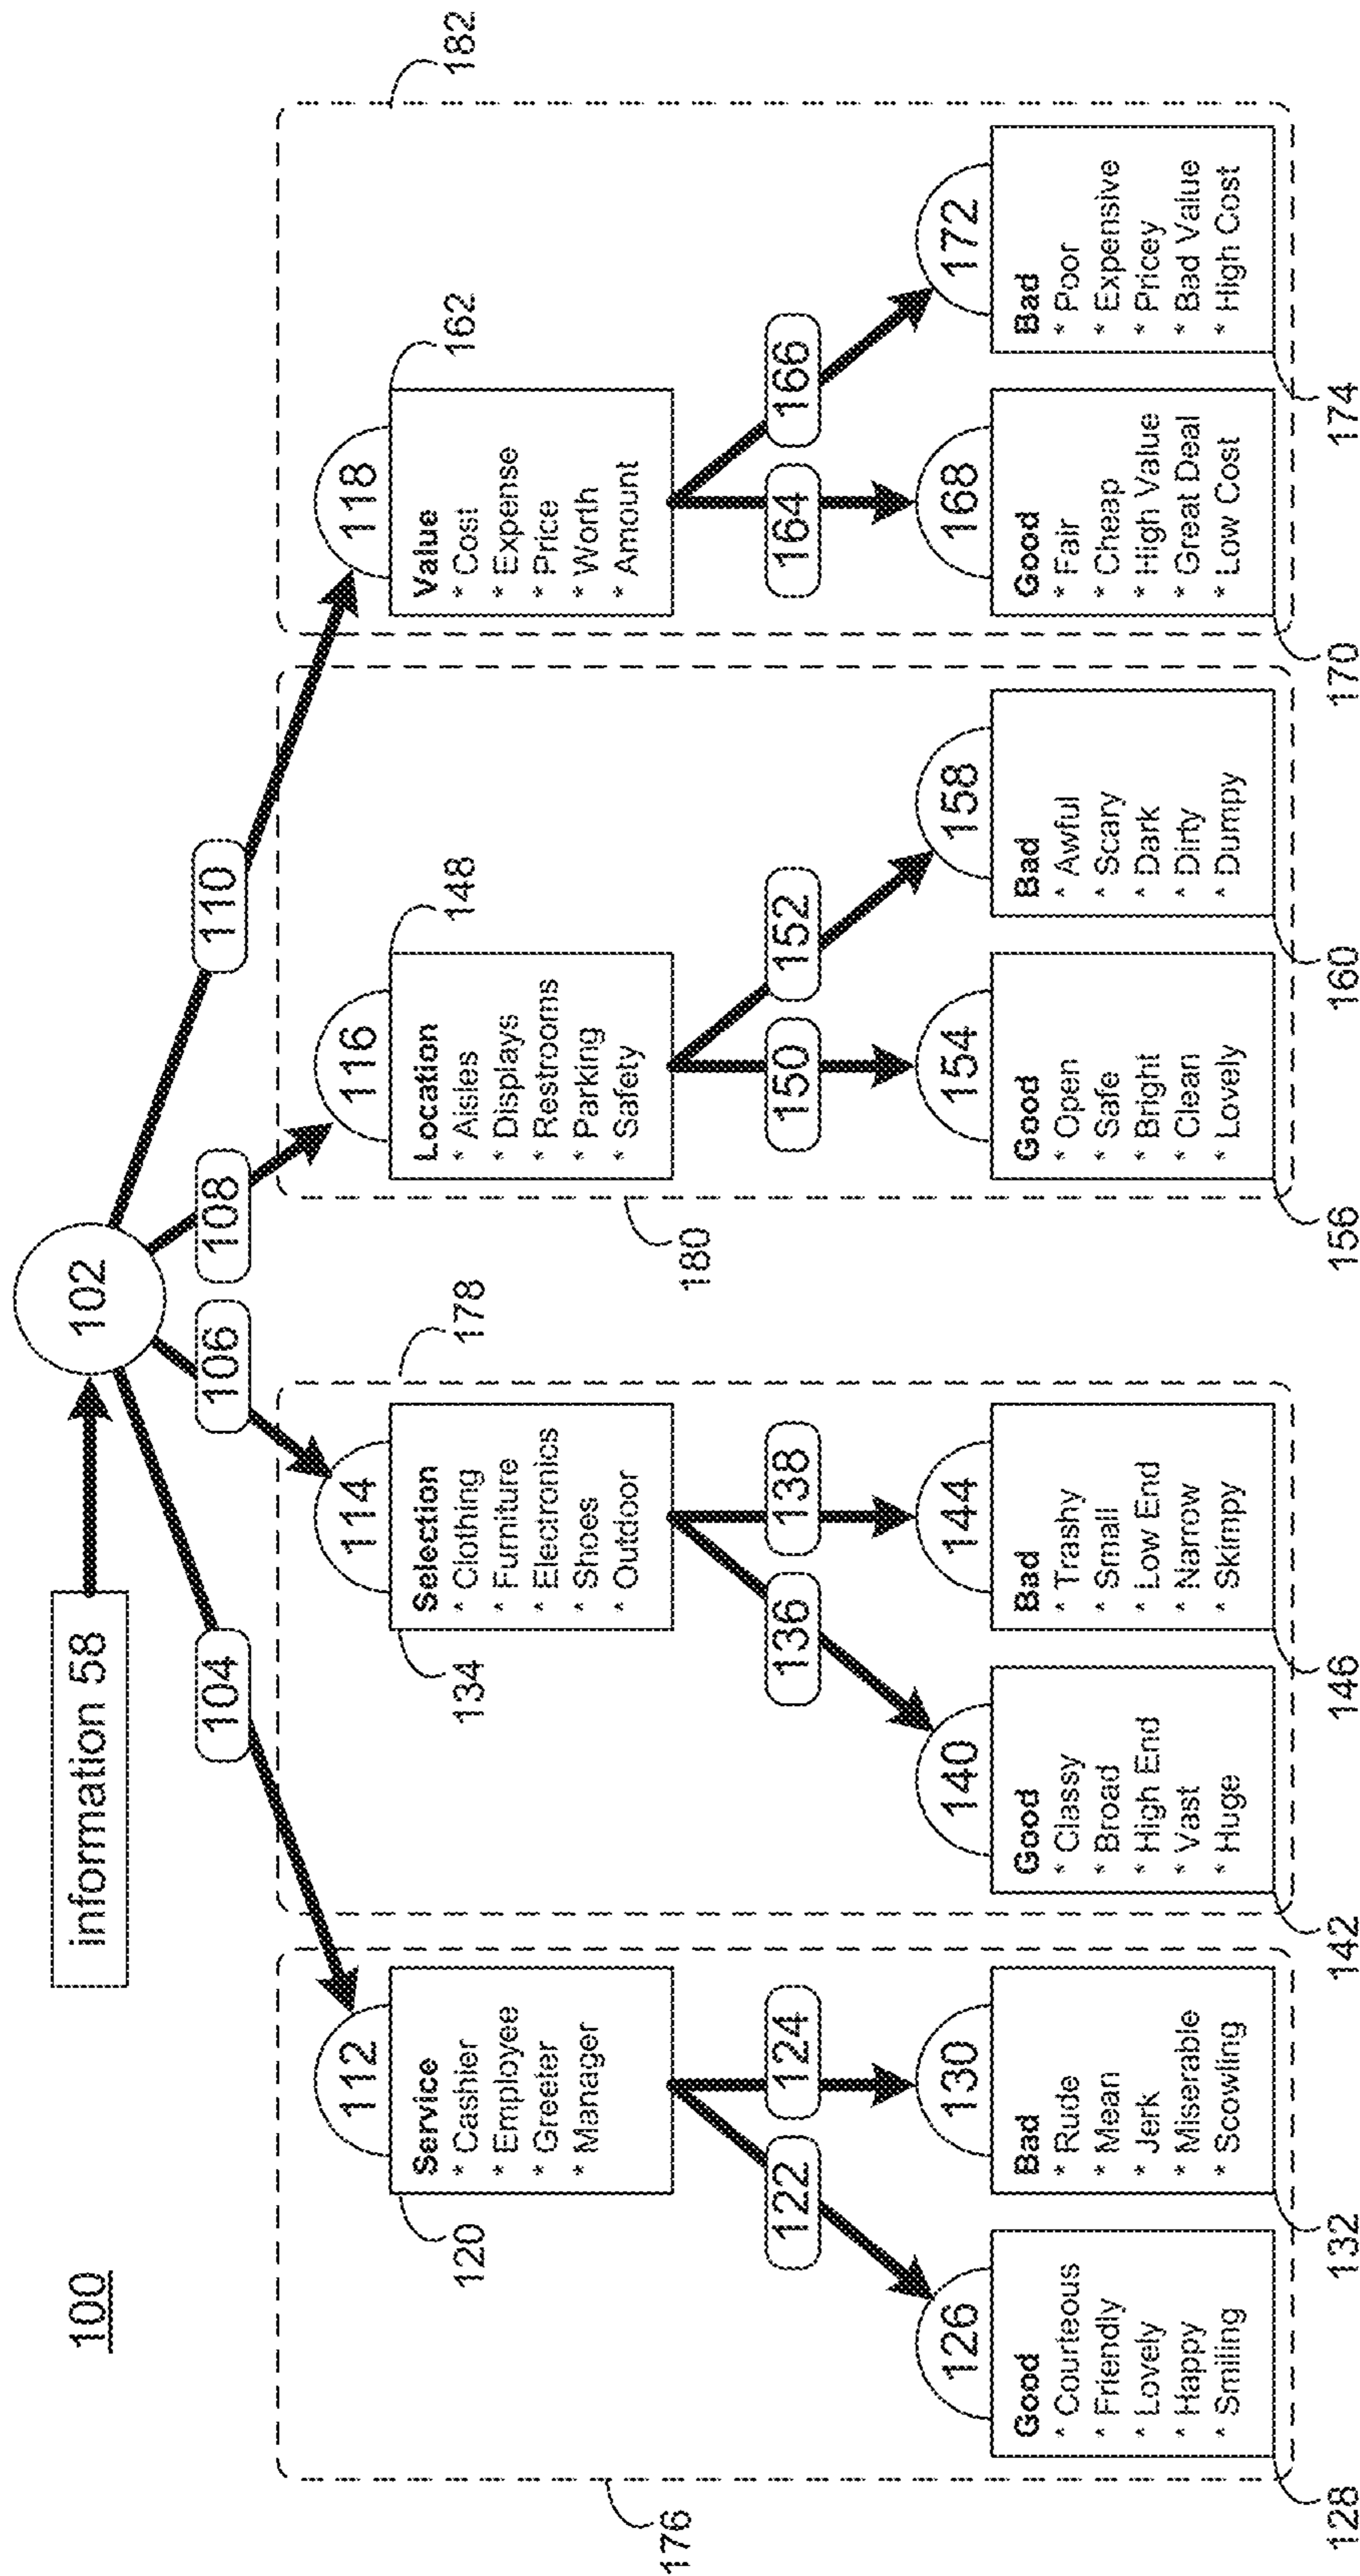 100
information 58
102
104
106
108
110
182
112
114
116
118
120
134
178
148
162
Service
* Cashier
* Employee
* Greeter
* Manager
Selection
* Clothing
* Furniture
* Electronics
* Shoes
* Outdoor
Location
* Aisles
* Displays
* Restrooms
* Parking
* Safety
Value
* Cost
* Expense
* Price
* Worth
* Amount
176
180
122
124
136
138
150
152
164
166
126
130
140
144
154
158
168
172
Good
* Courteous
* Friendly
* Lovely
* Happy
* Smiling
Bad
* Rude
* Mean
* Jerk
* Miserable
* Scowling
Good
* Classy
* Broad
* High End
* Vast
* Huge
Bad
* Trashy
* Small
* Low End
* Narrow
* Skimpy
Good
* Open
* Safe
* Bright
* Clean
* Lovely
Bad
* Awful
* Scary
* Dark
* Dirty
* Dumpy
Good
* Fair
* Cheap
* High Value
* Great Deal
* Low Cost
Bad
* Poor
* Expensive
* Pricey
* Bad Value
* High Cost
128
132
142
146
156
160
170
174